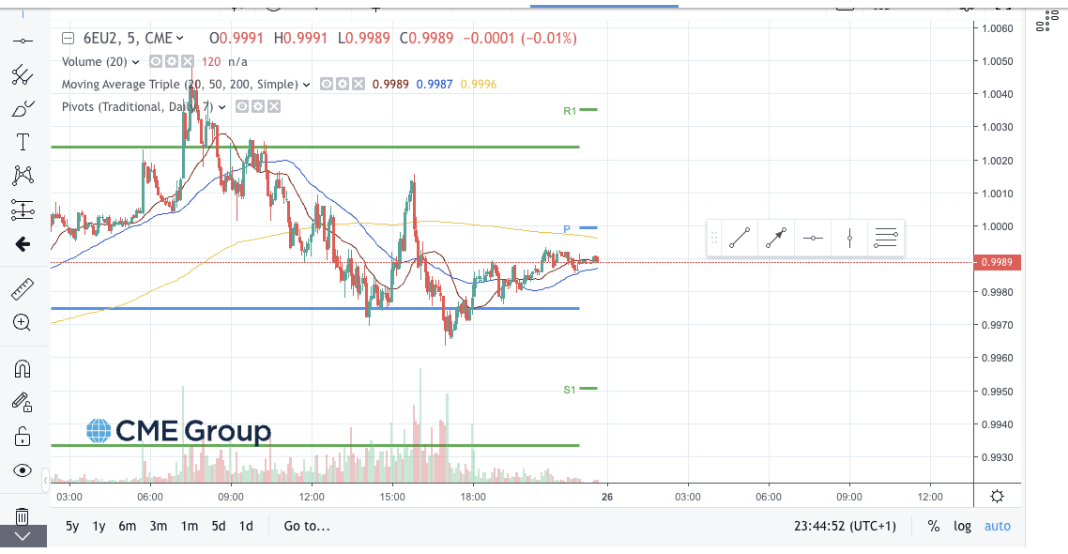 6EU2, 5, CME O0.9991 H0.9991 L0.9989 C0.9989 −0.0001 (−0.01%)
Volume (20) 120 n/a
Moving Average Triple (20, 50, 200, Simple) 0.9989 0.9987 0.9996
Pivots (Traditional, Daily, 7)
R1
P
S1
1.0060
1.0050
1.0040
1.0030
1.0020
1.0010
1.0000
0.9989
0.9980
0.9970
0.9960
0.9950
0.9940
0.9930
CME Group
03:00 06:00 09:00 12:00 15:00 18:00 26 03:00 06:00 09:00 12:00
5y 1y 6m 3m 1m 5d 1d Go to... 23:44:52 (UTC+1) % log auto